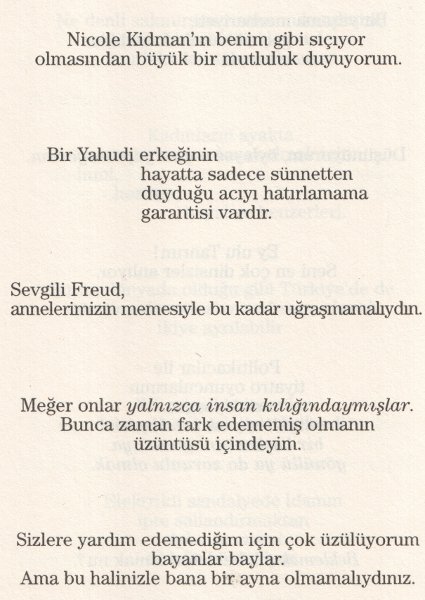 Nicole Kidman'ın benim gibi sıçıyor
olmasından büyük bir mutluluk duyuyorum.
Bir Yahudi erkeğinin
hayatta sadece sünnetten
duyduğu acıyı hatırlamama
garantisi vardır.
Sevgili Freud,
annelerimizin memesiyle bu kadar uğraşmamalıydın.
Meğer onlar yalnızca insan kılığındaymışlar.
Bunca zaman fark edememiş olmanın
üzüntüsü içindeyim.
Sizlere yardım edemediğim için çok üzülüyorum
bayanlar baylar.
Ama bu halinizle bana bir ayna olmamalıydınız.